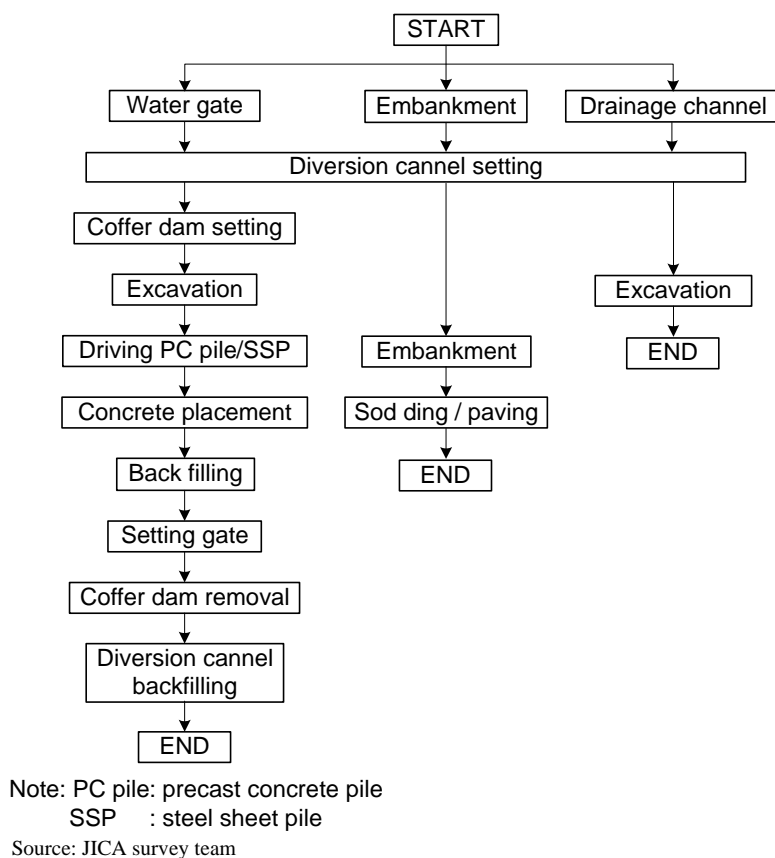 START
Water gate
Embankment
Drainage channel
Diversion cannel setting
Coffer dam setting
Excavation
Driving PC pile/SSP
Concrete placement
Back filling
Setting gate
Coffer dam removal
Diversion cannel
backfilling
END
Embankment
Sod ding / paving
END
Excavation
END
Note: PC pile: precast concrete pile
SSP : steel sheet pile
Source: JICA survey team